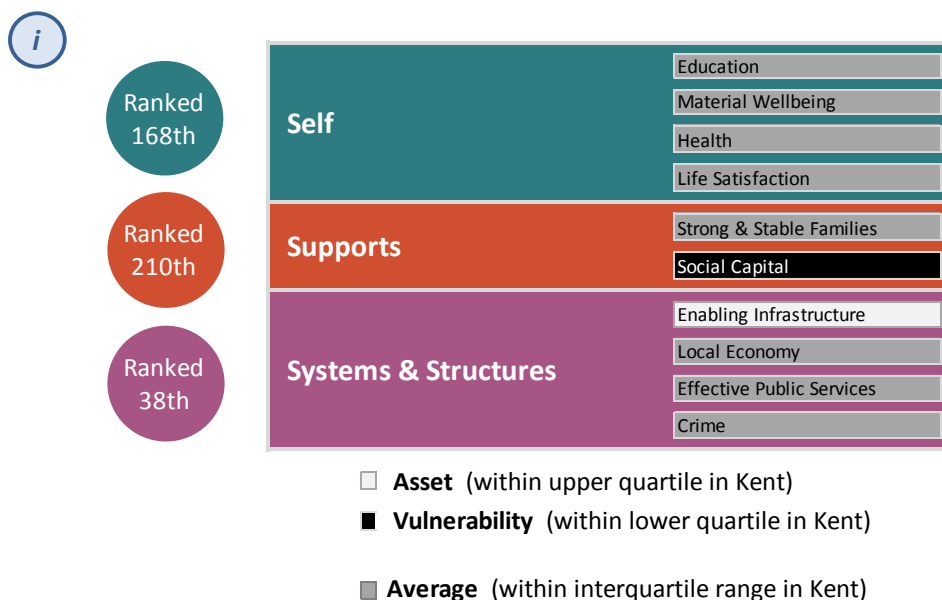 i
Ranked
168th
Self
Education
Material Wellbeing
Health
Life Satisfaction
Ranked
210th
Supports
Strong & Stable Families
Social Capital
Ranked
38th
Systems & Structures
Enabling Infrastructure
Local Economy
Effective Public Services
Crime
Asset (within upper quartile in Kent)
Vulnerability (within lower quartile in Kent)
Average (within interquartile range in Kent)